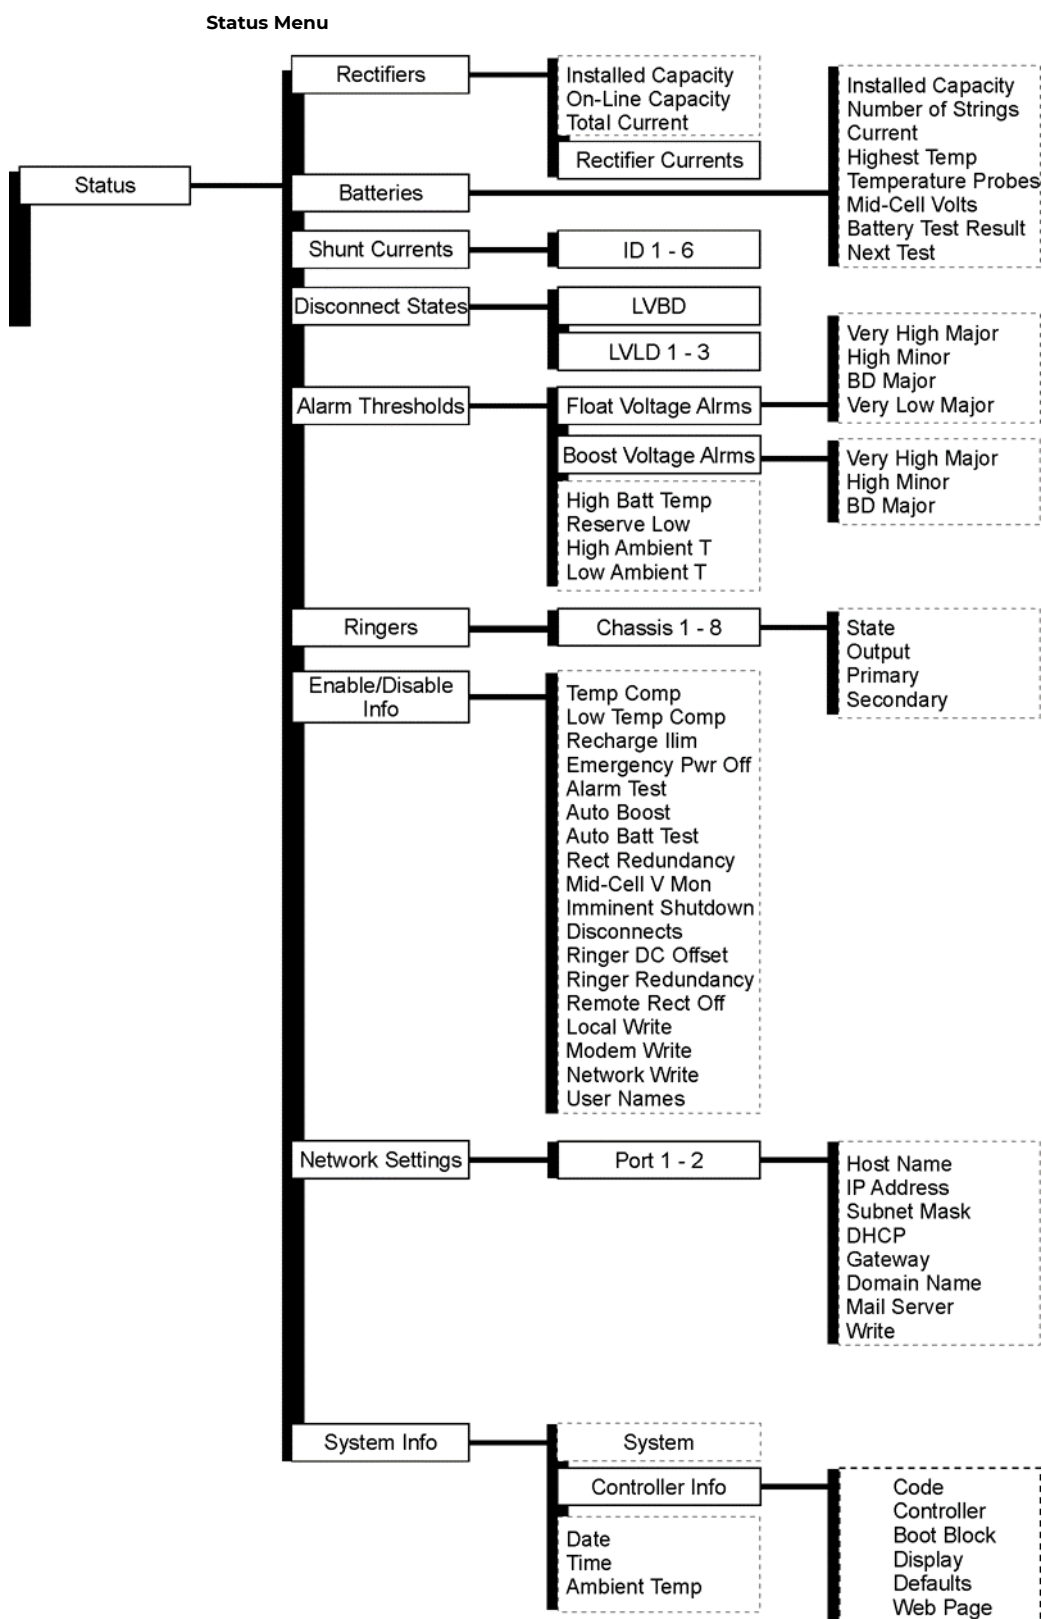 Status Menu
Status
Rectifiers
Installed Capacity
On-Line Capacity
Total Current
Rectifier Currents
Batteries
Installed Capacity
Number of Strings
Current
Highest Temp
Temperature Probes
Mid-Cell Volts
Battery Test Result
Next Test
Shunt Currents
ID 1 - 6
Disconnect States
LVBD
LVLD 1 - 3
Alarm Thresholds
Float Voltage Alrms
Very High Major
High Minor
BD Major
Very Low Major
Boost Voltage Alrms
Very High Major
High Minor
BD Major
High Batt Temp
Reserve Low
High Ambient T
Low Ambient T
Ringers
Chassis 1 - 8
State
Output
Primary
Secondary
Enable/Disable
Info
Temp Comp
Low Temp Comp
Recharge Ilim
Emergency Pwr Off
Alarm Test
Auto Boost
Auto Batt Test
Rect Redundancy
Mid-Cell V Mon
Imminent Shutdown
Disconnects
Ringer DC Offset
Ringer Redundancy
Remote Rect Off
Local Write
Modem Write
Network Write
User Names
Network Settings
Port 1 - 2
Host Name
IP Address
Subnet Mask
DHCP
Gateway
Domain Name
Mail Server
Write
System Info
System
Controller Info
Code
Controller
Boot Block
Display
Defaults
Web Page
Date
Time
Ambient Temp